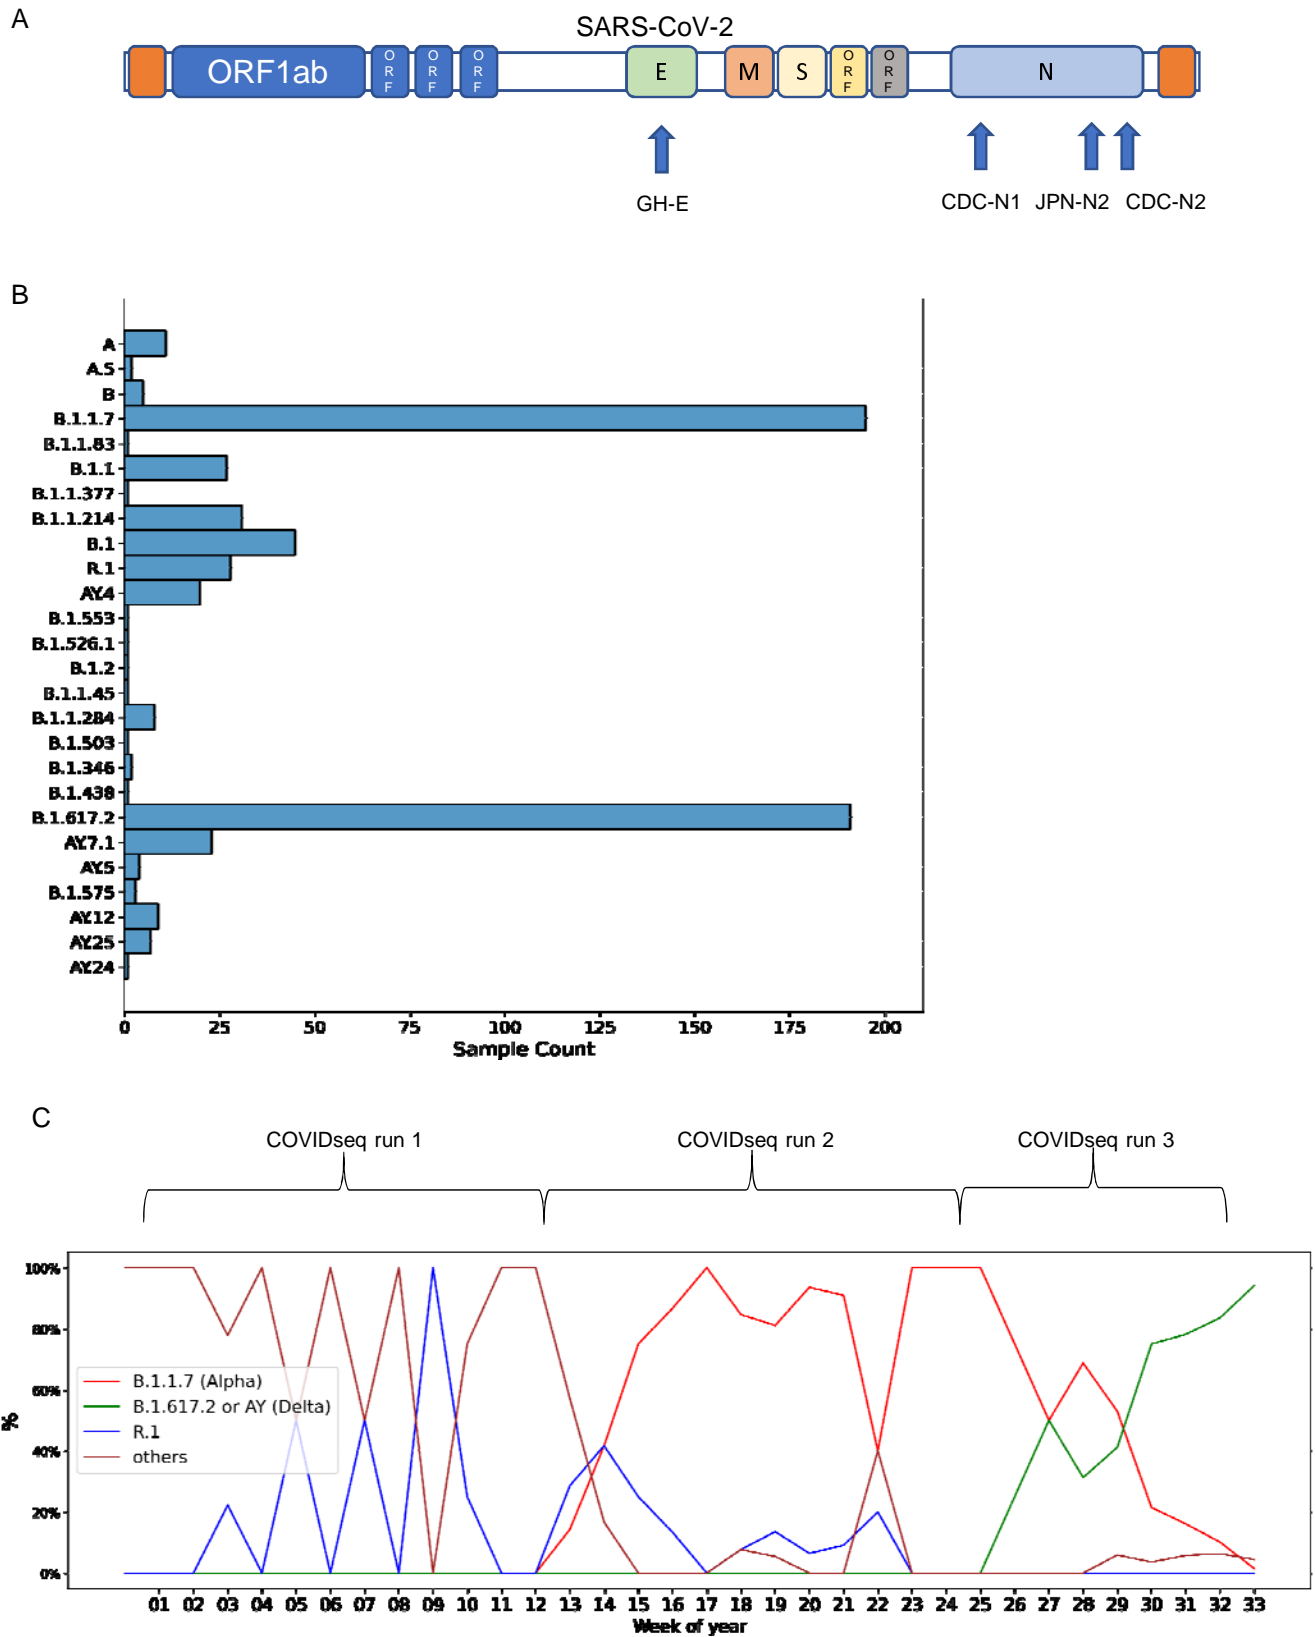 A
SARS-CoV-2
ORF1ab
ORF
ORF
ORF
E
M
S
ORF
ORF
N
GH-E
CDC-N1
JPN-N2
CDC-N2
B
A
A.5
B
B.1.1.7
B.1.1.83
B.1.1
B.1.1.377
B.1.1.214
B.1
R.1
AY.4
B.1.553
B.1.526.1
B.1.2
B.1.1.45
B.1.1.284
B.1.503
B.1.346
B.1.438
B.1.617.2
AY.7.1
AY.5
B.1.575
AY.12
AY.25
AY.24
0 25 50 75 100 125 150 175 200
Sample Count
C
COVIDseq run 1
COVIDseq run 2
COVIDseq run 3
100%
80%
60%
40%
20%
0%
%
B.1.1.7 (Alpha)
B.1.617.2 or AY (Delta)
R.1
others
01 02 03 04 05 06 07 08 09 10 11 12 13 14 15 16 17 18 19 20 21 22 23 24 25 26 27 28 29 30 31 32 33
Week of year